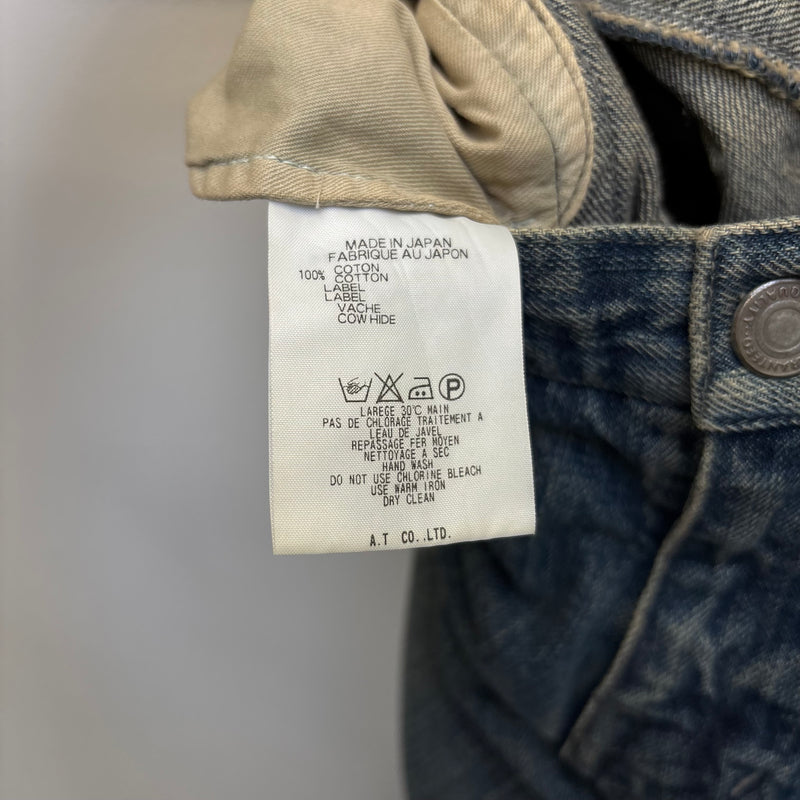 MADE IN JAPAN
FABRIQUE AU JAPON
100% COTON
COTTON
LABEL
LABEL
VACHE
COW HIDE
P
LAREGE 30℃ MAIN
PAS DE CHLORAGE TRAITEMENT A
LEAU DE JAVEL
REPASSAGE FER MOYEN
NETTOYAGE A SEC
HAND WASH
DO NOT USE CHLORINE BLEACH
USE WARM IRON
DRY CLEAN
A.T CO.,LTD.